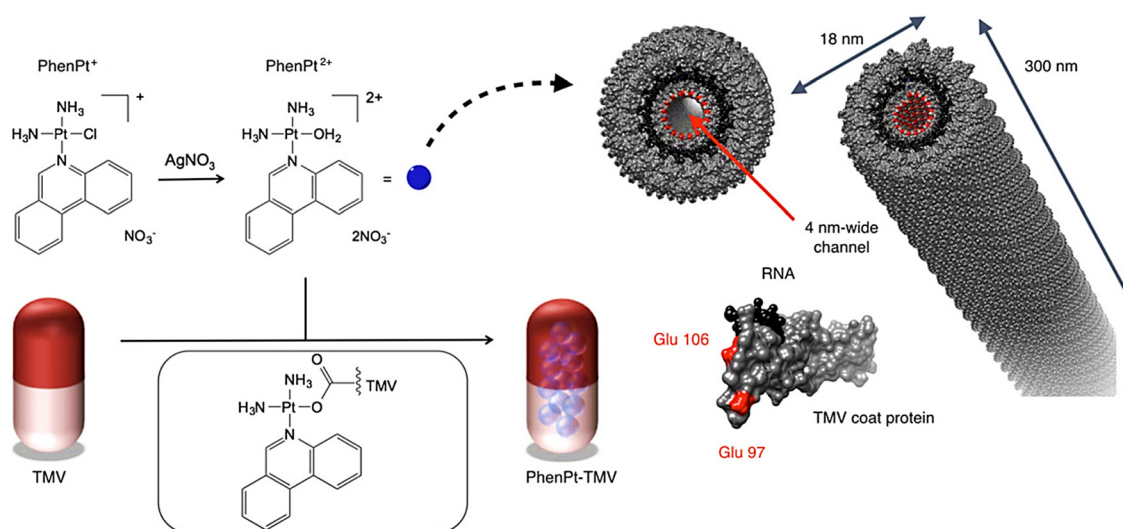 PhenPt⁺
NH₃
+
H₃N—Pt—Cl
N
NO₃⁻
AgNO₃
PhenPt²⁺
NH₃
2+
H₃N—Pt—OH₂
N
2NO₃⁻
=
18 nm
300 nm
4 nm-wide
channel
RNA
Glu 106
Glu 97
TMV coat protein
TMV
O
NH₃
TMV
H₃N—Pt—O
N
PhenPt-TMV